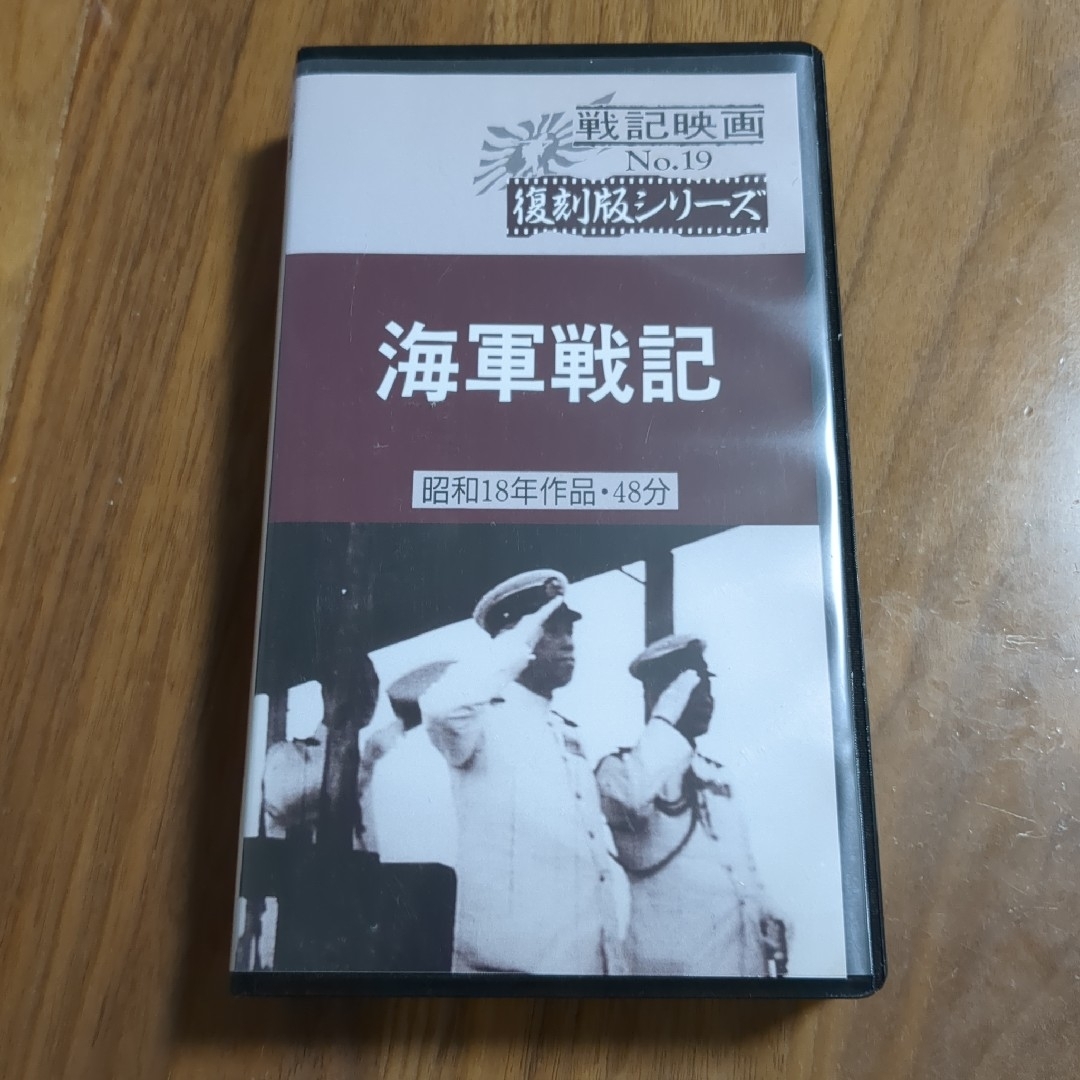 戦記映画
No.19
復刻版シリーズ
海軍戦記
昭和18年作品・48分